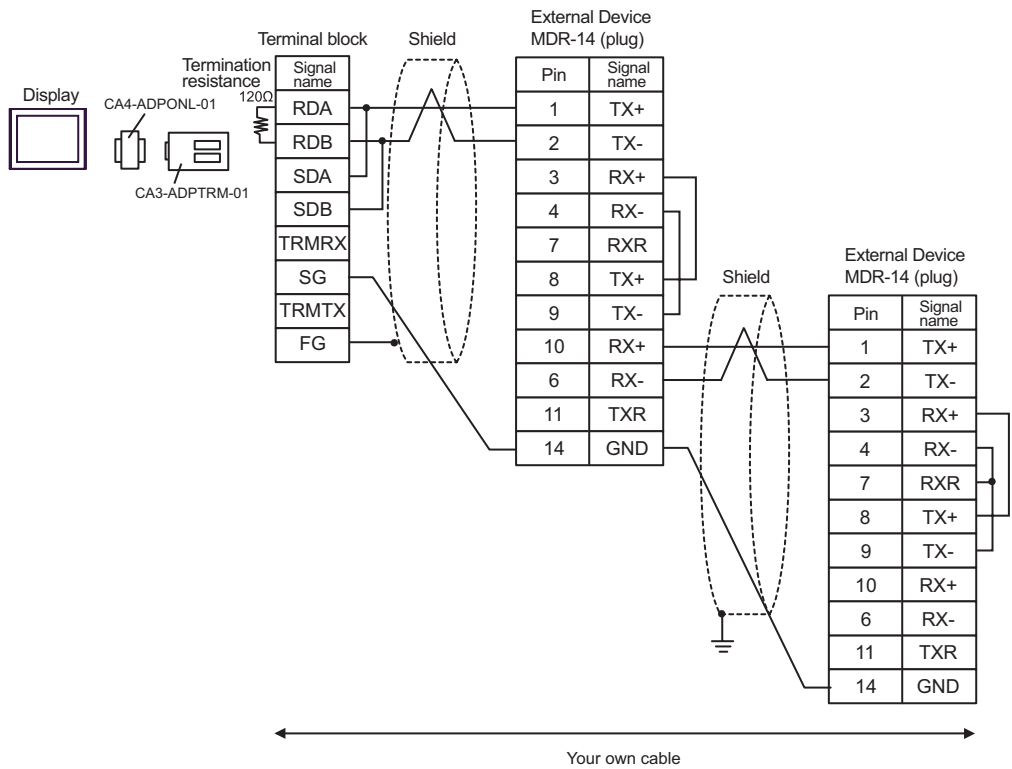 External Device
MDR-14 (plug)
Terminal block
Shield
Termination
resistance
120Ω
Display
CA4-ADPONL-01
CA3-ADPTRM-01
Signal
name
RDA
RDB
SDA
SDB
TRMRX
SG
TRMTX
FG
Pin Signal
name
1 TX+
2 TX-
3 RX+
4 RX-
7 RXR
8 TX+
9 TX-
10 RX+
6 RX-
11 TXR
14 GND
Shield
External Device
MDR-14 (plug)
Pin Signal
name
1 TX+
2 TX-
3 RX+
4 RX-
7 RXR
8 TX+
9 TX-
10 RX+
6 RX-
11 TXR
14 GND
Your own cable